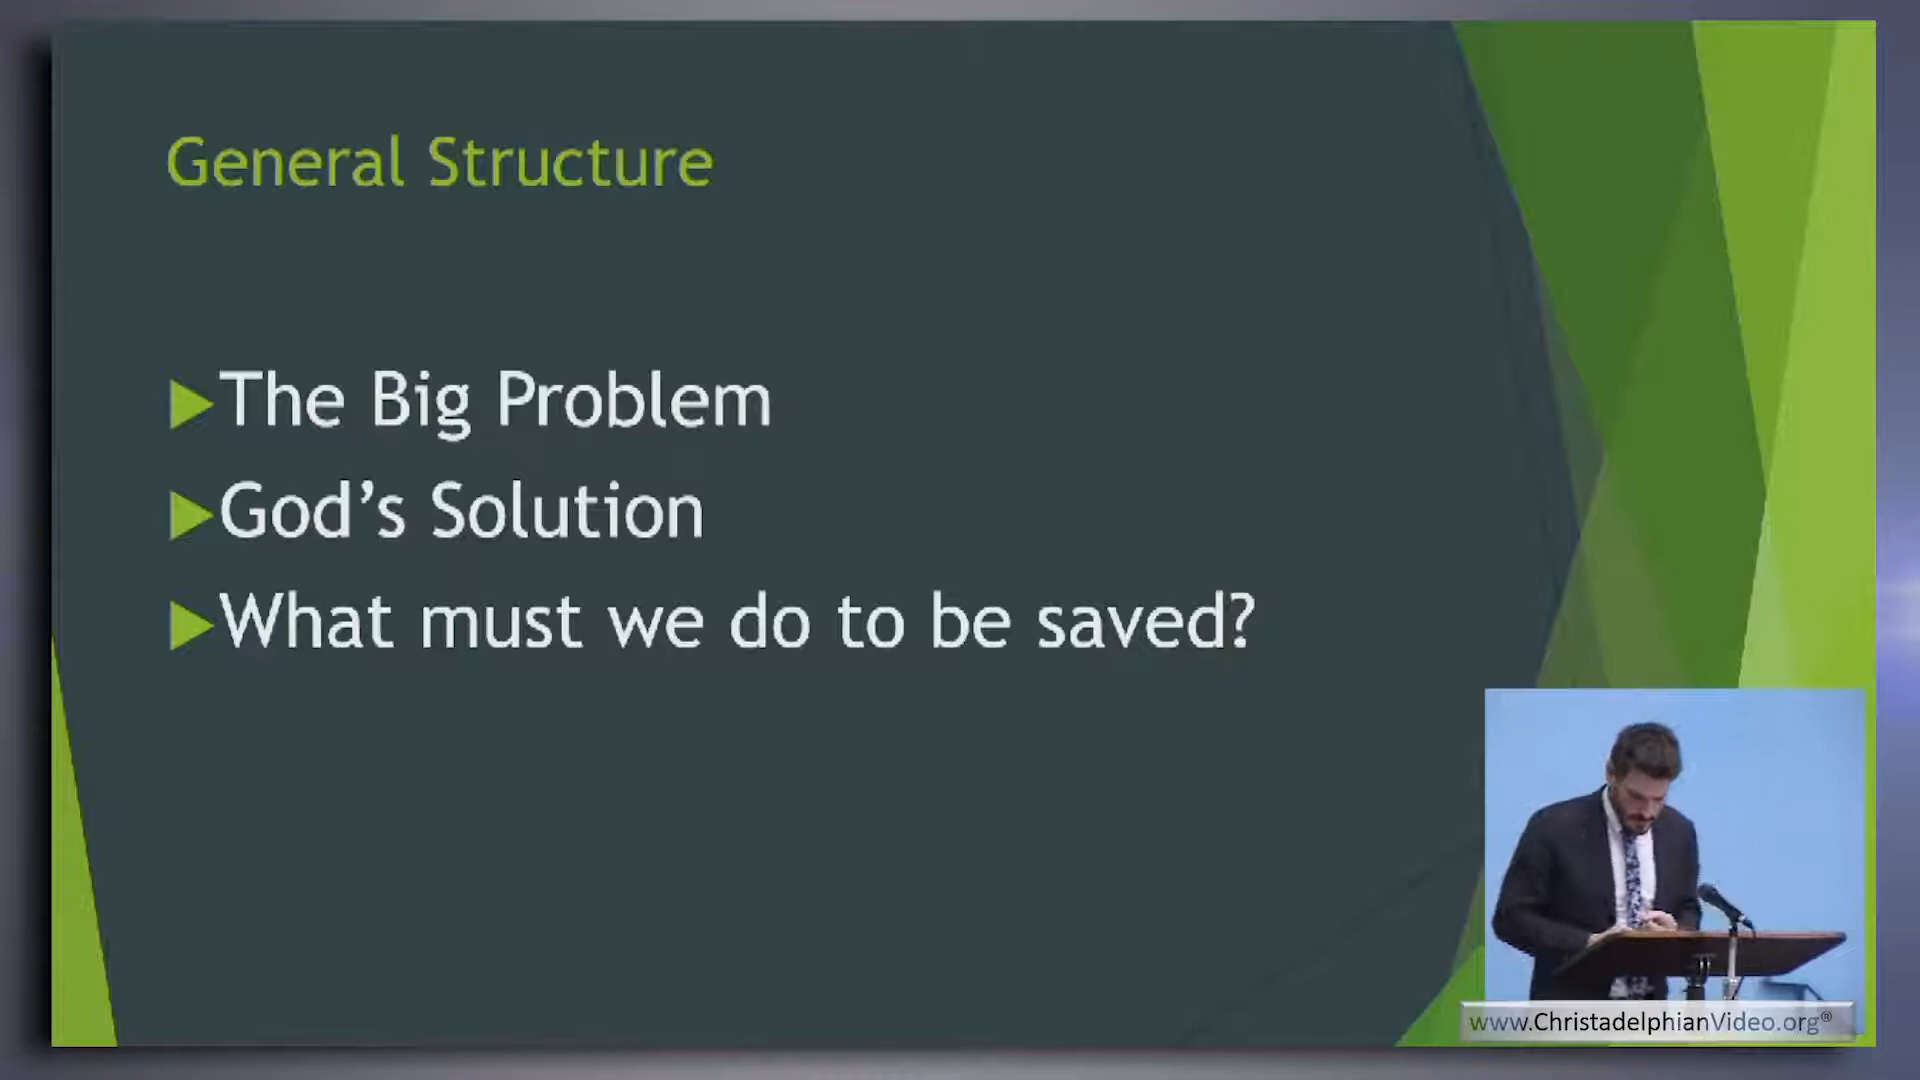 General Structure
The Big Problem
God’s Solution
What must we do to be saved?
www.ChristadelphianVideo.org®